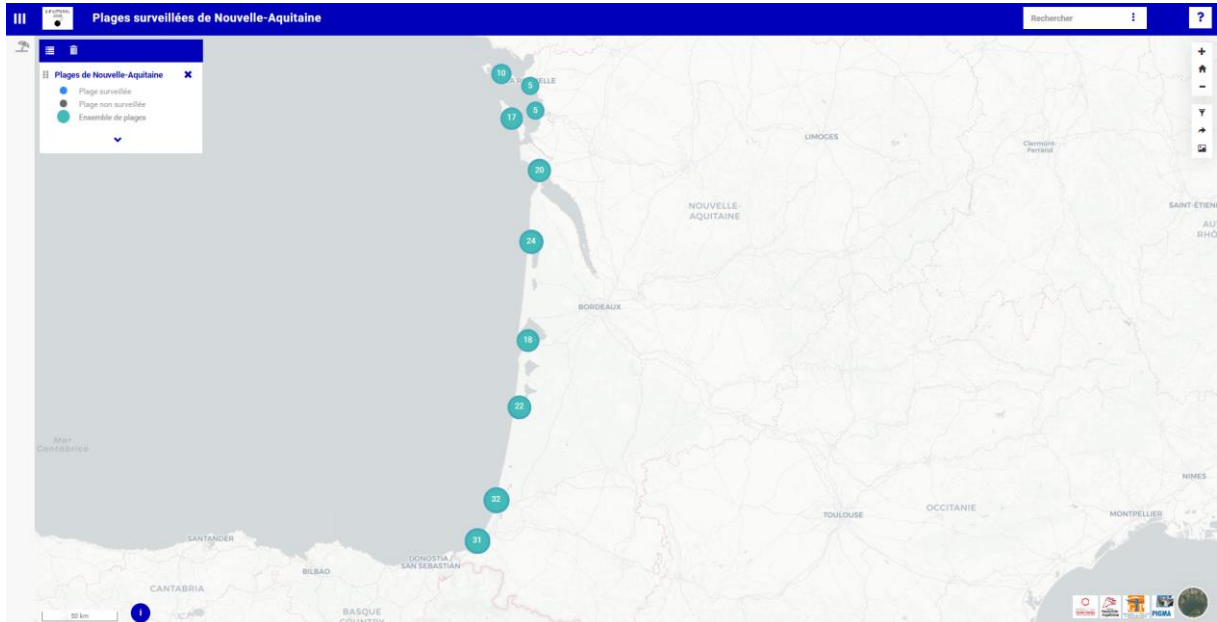 Plages surveillées de Nouvelle-Aquitaine
Rechercher
?
Plages de Nouvelle-Aquitaine
Plage surveillée
Plage non surveillée
Ensemble de plages
10
5
5
17
LIMOGES
Clermont-
Ferrand
20
NOUVELLE-
AQUITAINE
24
BORDEAUX
18
22
Mar
Cantábrico
NIMES
32
TOULOUSE
OCCITANIE
MONTPELLIER
31
SANTANDER
DONOSTIA /
SAN SEBASTIÁN
BILBAO
CANTABRIA
BASQUE
COUNTRY
50 km
i
PIGMA